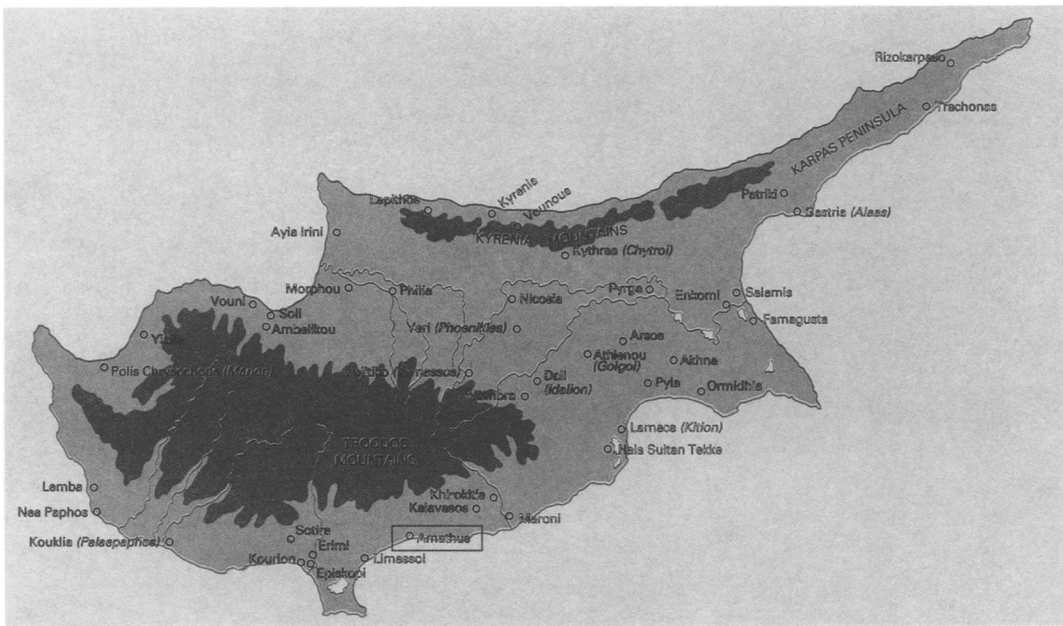 Rizokarpaso
Trachonas
KARPAS PENINSULA
Patriki
Gastria (Alaas)
Kyrenia
Lapithos
Vounous
KYRENIA MOUNTAINS
Ayia Irini
Kythrea (Chytroi)
Morphou
Philia
Nicosia
Pyrga
Enkomi
Salamis
Vouni
Soli
Ambelikou
Famagusta
Yeri (Phoenikies)
Arsos
Athienou
(Golgoi)
Akhna
Polis Chrysochous (Marion)
Dali
(Idalion)
Pyla
Ormidhia
Larnaca (Kition)
Hala Sultan Tekke
TROODOS
MOUNTAINS
Lemba
Nea Paphos
Kouklia (Palaepaphos)
Khirokitia
Kalavasos
Maroni
Sotira
Erimi
Amathus
Kourion
Episkopi
Limassol